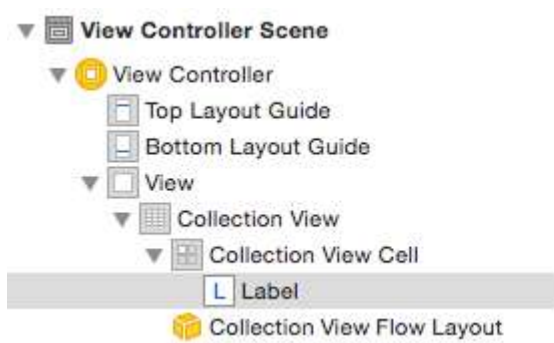 View Controller Scene
View Controller
Top Layout Guide
Bottom Layout Guide
View
Collection View
Collection View Cell
L Label
Collection View Flow Layout